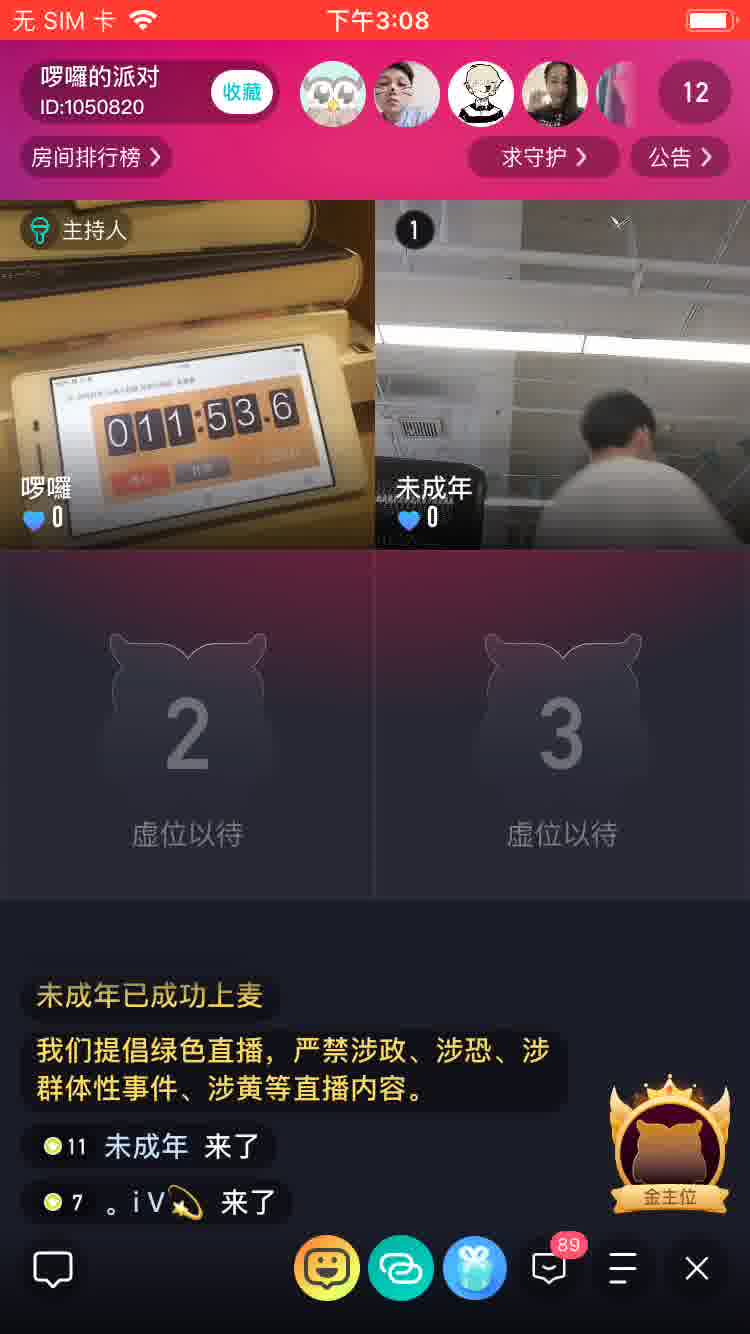 无 SIM 卡
下午3:08
啰囉的派对
ID:1050820
收藏
12
房间排行榜
求守护
公告
主持人
1
011:53.6
啰囉
0
未成年
0
2
虚位以待
3
虚位以待
未成年已成功上麦
我们提倡绿色直播，严禁涉政、涉恐、涉
群体性事件、涉黄等直播内容。
11 未成年 来了
7 。i V💫 来了
金主位
89